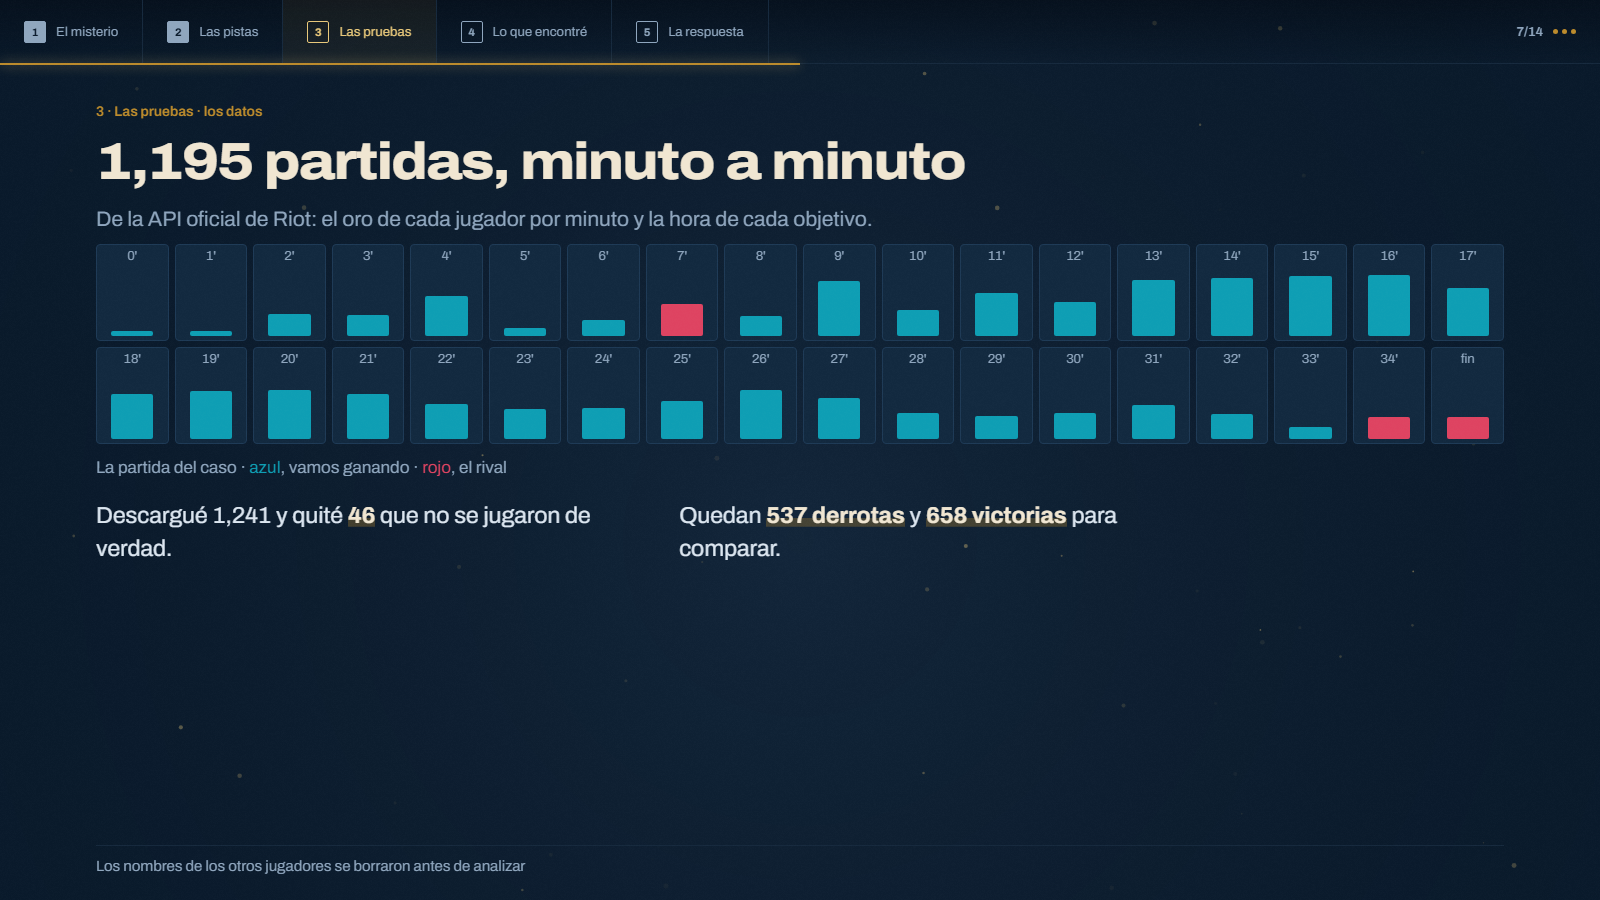 1 El misterio
2 Las pistas
3 Las pruebas
4 Lo que encontré
5 La respuesta
7/14
3 · Las pruebas · los datos
1,195 partidas, minuto a minuto
De la API oficial de Riot: el oro de cada jugador por minuto y la hora de cada objetivo.
0' 1' 2' 3' 4' 5' 6' 7' 8' 9' 10' 11' 12' 13' 14' 15' 16' 17'
18' 19' 20' 21' 22' 23' 24' 25' 26' 27' 28' 29' 30' 31' 32' 33' 34' fin
La partida del caso · azul, vamos ganando · rojo, el rival
Descargué 1,241 y quité 46 que no se jugaron de
verdad.
Quedan 537 derrotas y 658 victorias para
comparar.
Los nombres de los otros jugadores se borraron antes de analizar